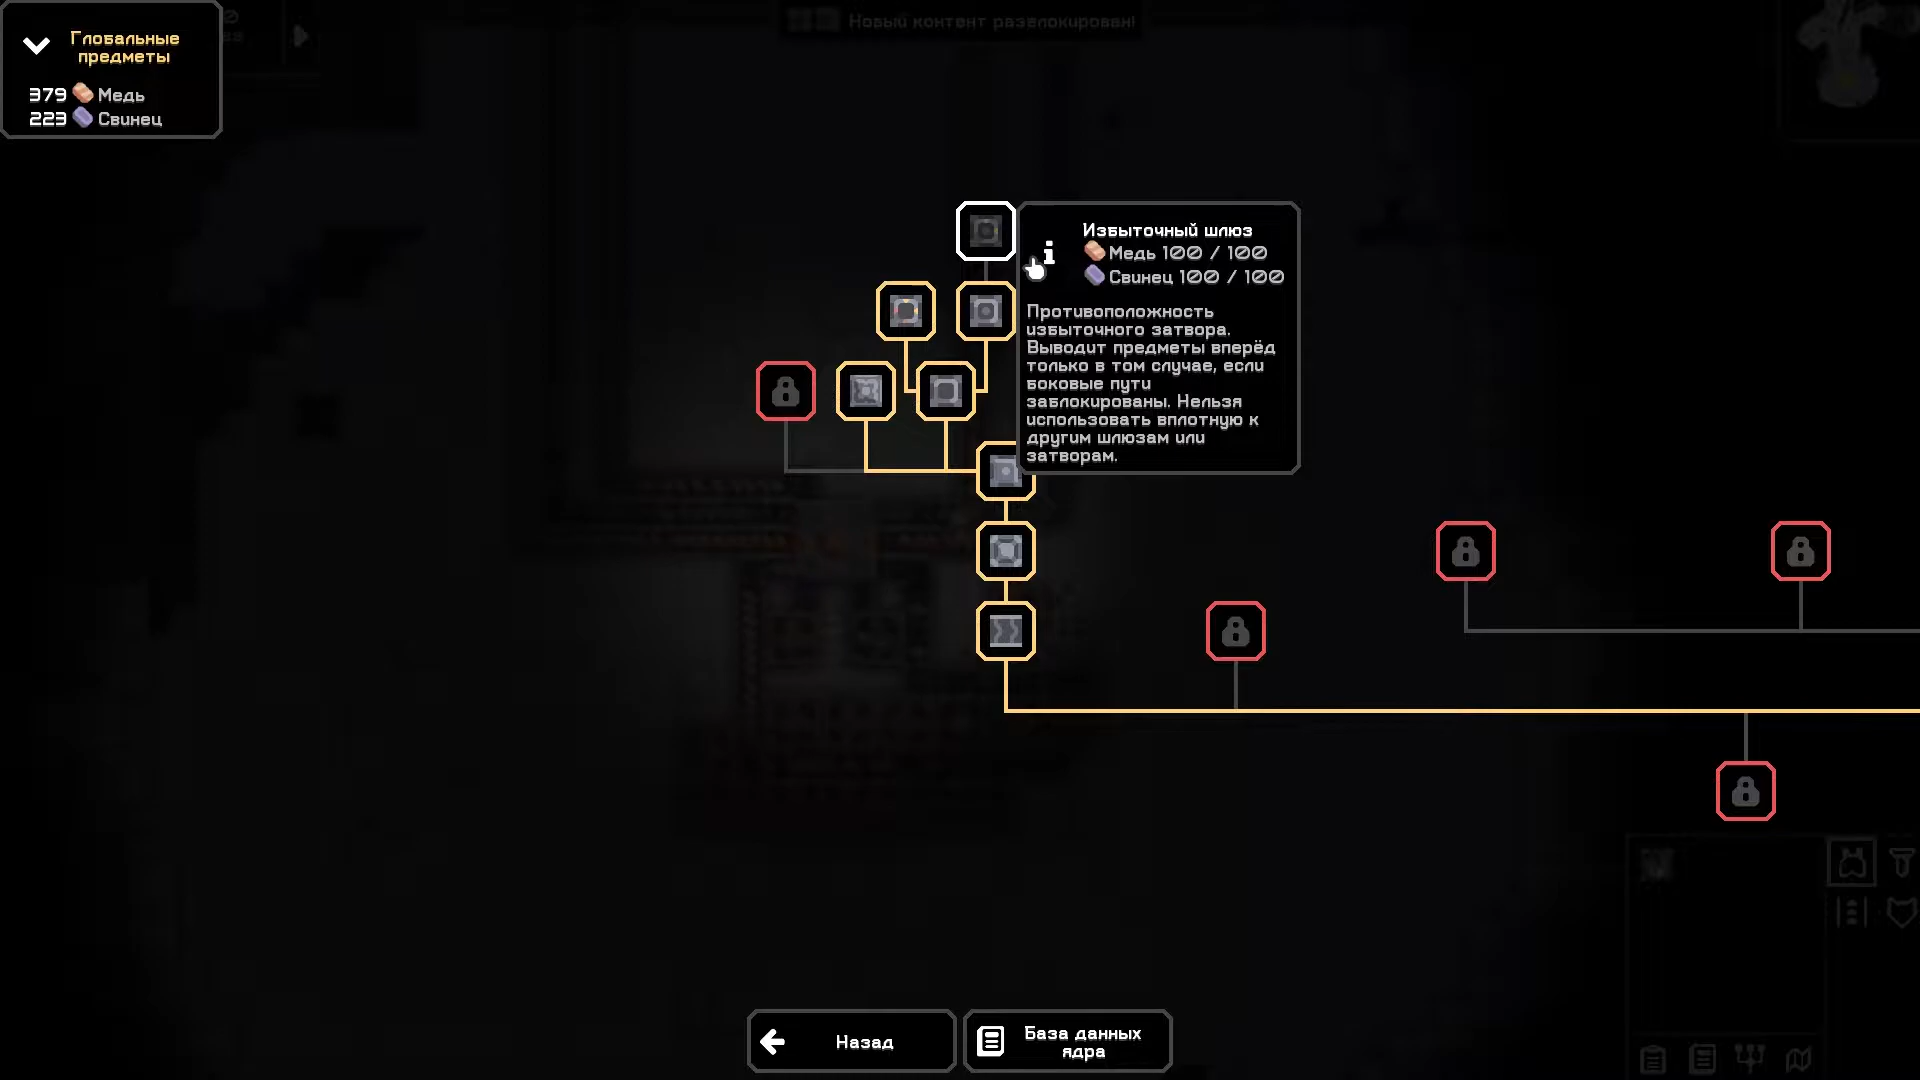 Глобальные
предметы
379 Медь
223 Свинец
Новый контент разблокирован!
Избыточный шлюз
Медь 100 / 100
Свинец 100 / 100
Противоположность
избыточного затвора.
Выводит предметы вперёд
только в том случае, если
боковые пути
заблокированы. Нельзя
использовать вплотную к
другим шлюзам или
затворам.
Назад
База данных
ядра